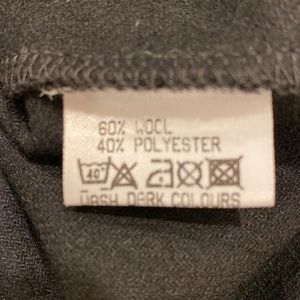 60% WOOL
40% POLYESTER
40°
WASH DARK COLOURS